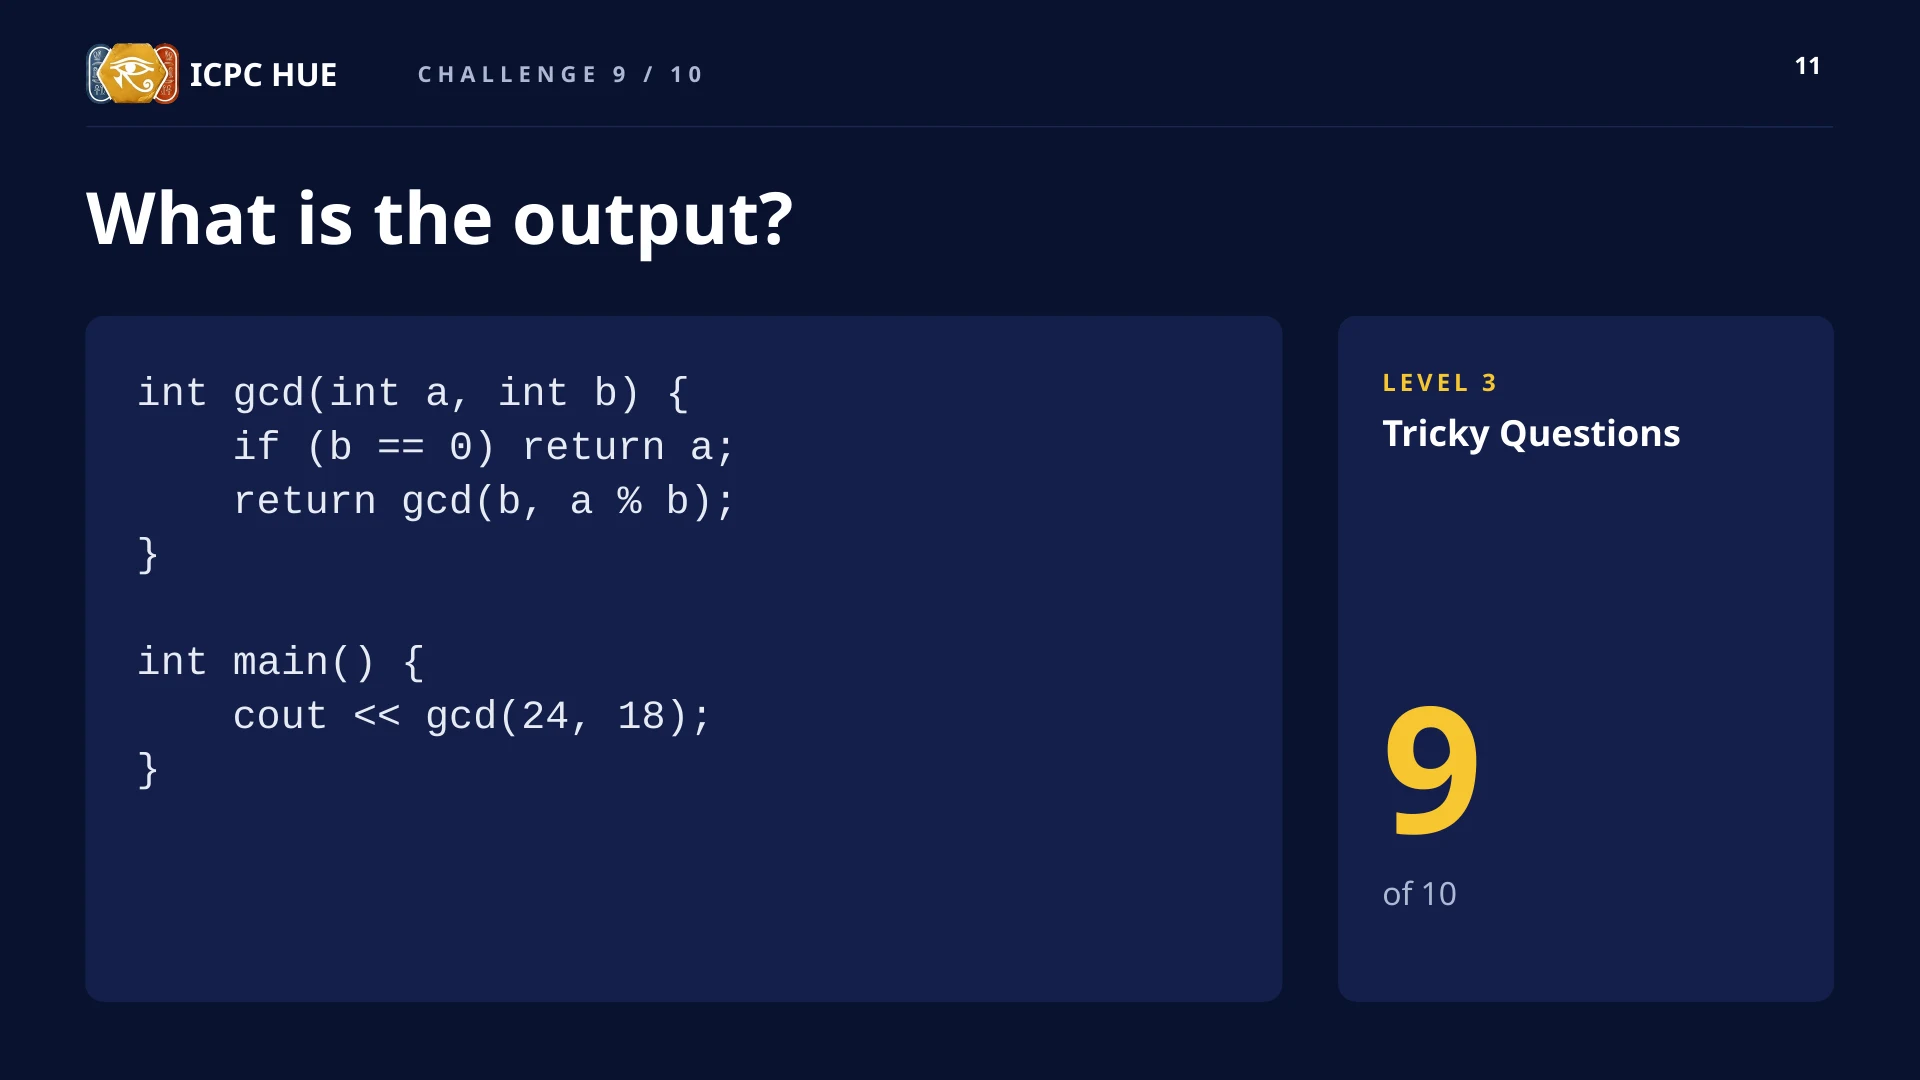 ICPC HUE
CHALLENGE 9 / 10
11
What is the output?
int gcd(int a, int b) {
    if (b == 0) return a;
    return gcd(b, a % b);
}

int main() {
    cout << gcd(24, 18);
}
LEVEL 3
Tricky Questions
9
of 10